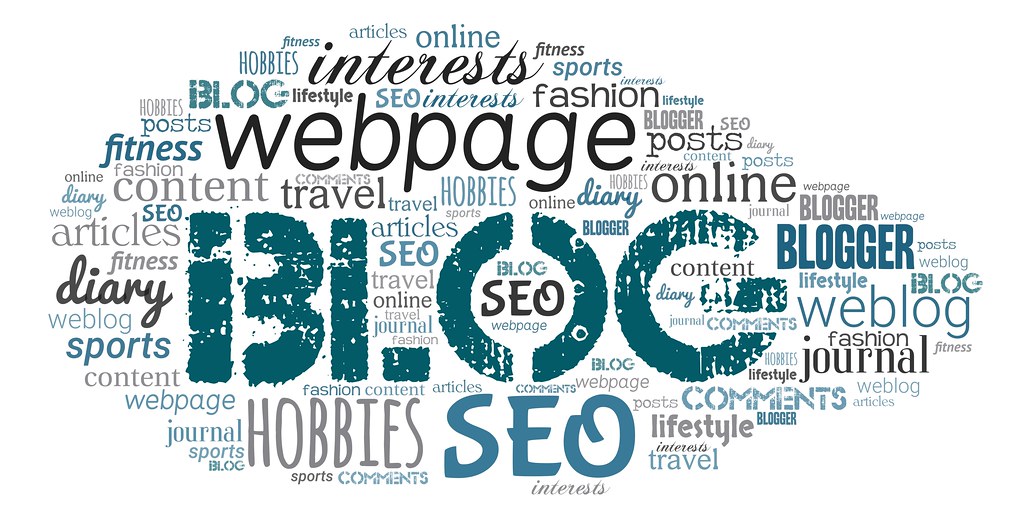 articles online
fitness interests fitness
HOBBIES sports
interests
BLOG lifestyle SEO interests fashion lifestyle
HOBBIES webpage BLOGGER SEO
posts posts diary
fitness content posts
fashion interests
online content COMMENTS travel HOBBIES HOBBIES online webpage
diary travel online diary
weblog SEO sports journal BLOGGER webpage
articles BLOG articles BLOGGER BLOGGER posts
fitness SEO weblog
diary travel BLOG SEO webpage content lifestyle BLOG
online diary weblog
weblog travel journal COMMENTS
sports journal fashion fashion
fashion HOBBIES journal fitness
content BLOG lifestyle
fashion content articles COMMENTS webpage weblog
webpage HOBBIES SEO posts COMMENTS articles
journal lifestyle BLOGGER
sports interests
BLOG travel
sports COMMENTS
interests